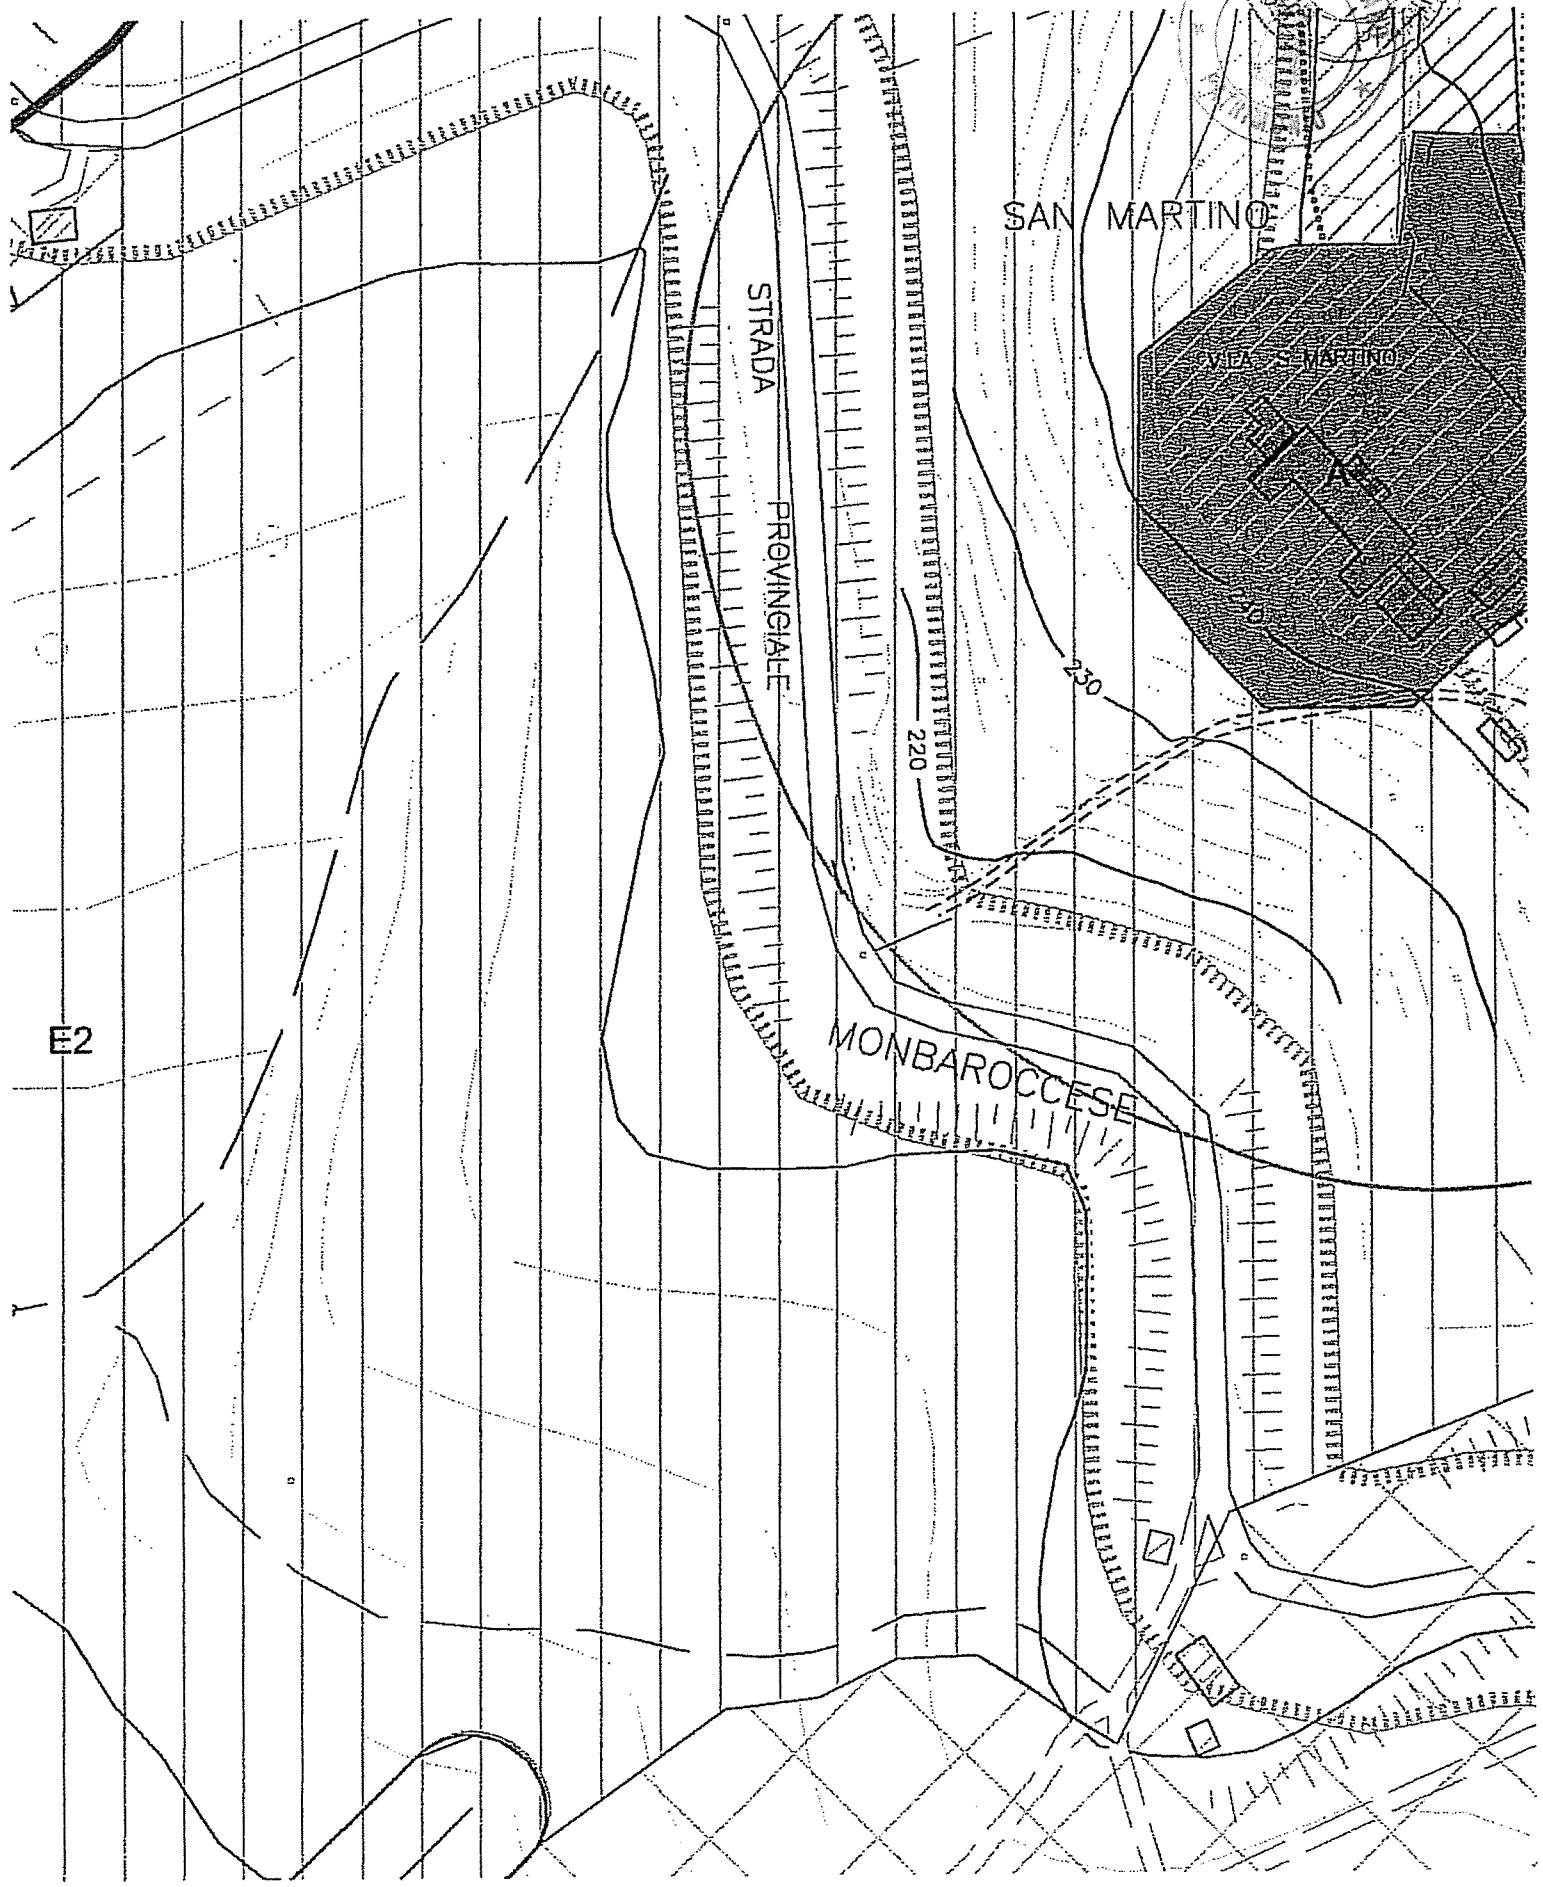 SAN MARTINO
V.LA S. MARTINO
STRADA PROVINCIALE
230
220
E2
MONBAROCCESE